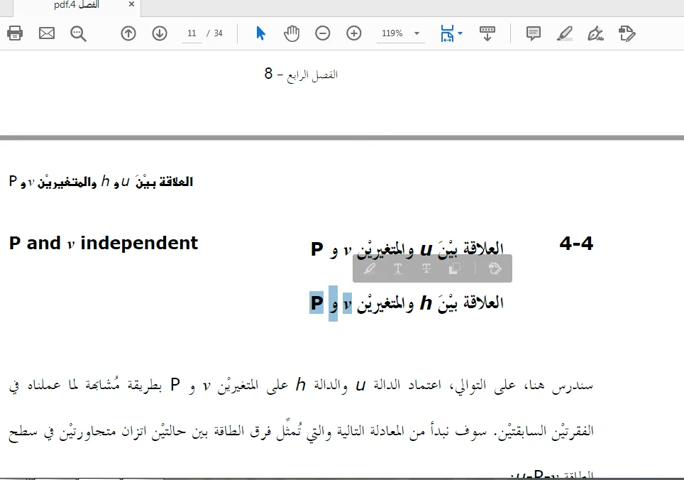 الفصل 4.pdf
11 / 34
119%
الفصل الرابع – 8
العلاقة بيْنَ u و h والمتغيريْن v و P
4-4 العلاقة بيْنَ u والمتغيريْن v و P P and v independent
العلاقة بيْنَ h والمتغيريْن v و P
سندرس هنا، على التوالي، اعتماد الدالة u والدالة h على المتغيريْن v و P بطريقة مُشابهة لما عملناه في
الفقرتيْن السابقتيْن. سوف نبدأ من المعادلة التالية والتي تُمثِّل فرق الطاقة بين حالتيْن اتزان متجاورتيْن في سطح
الطاقة u-P-v: